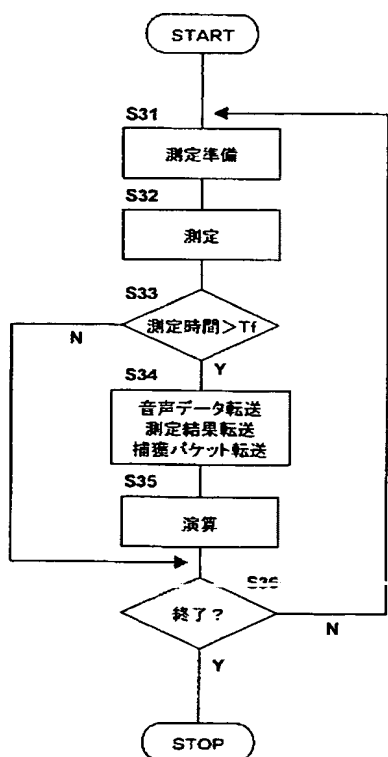 START
S31
測定準備
S32
測定
S33
測定時間>Tf
N
Y
S34
音声データ転送
測定結果転送
捕獲パケット転送
S35
演算
S36
終了?
N
Y
STOP